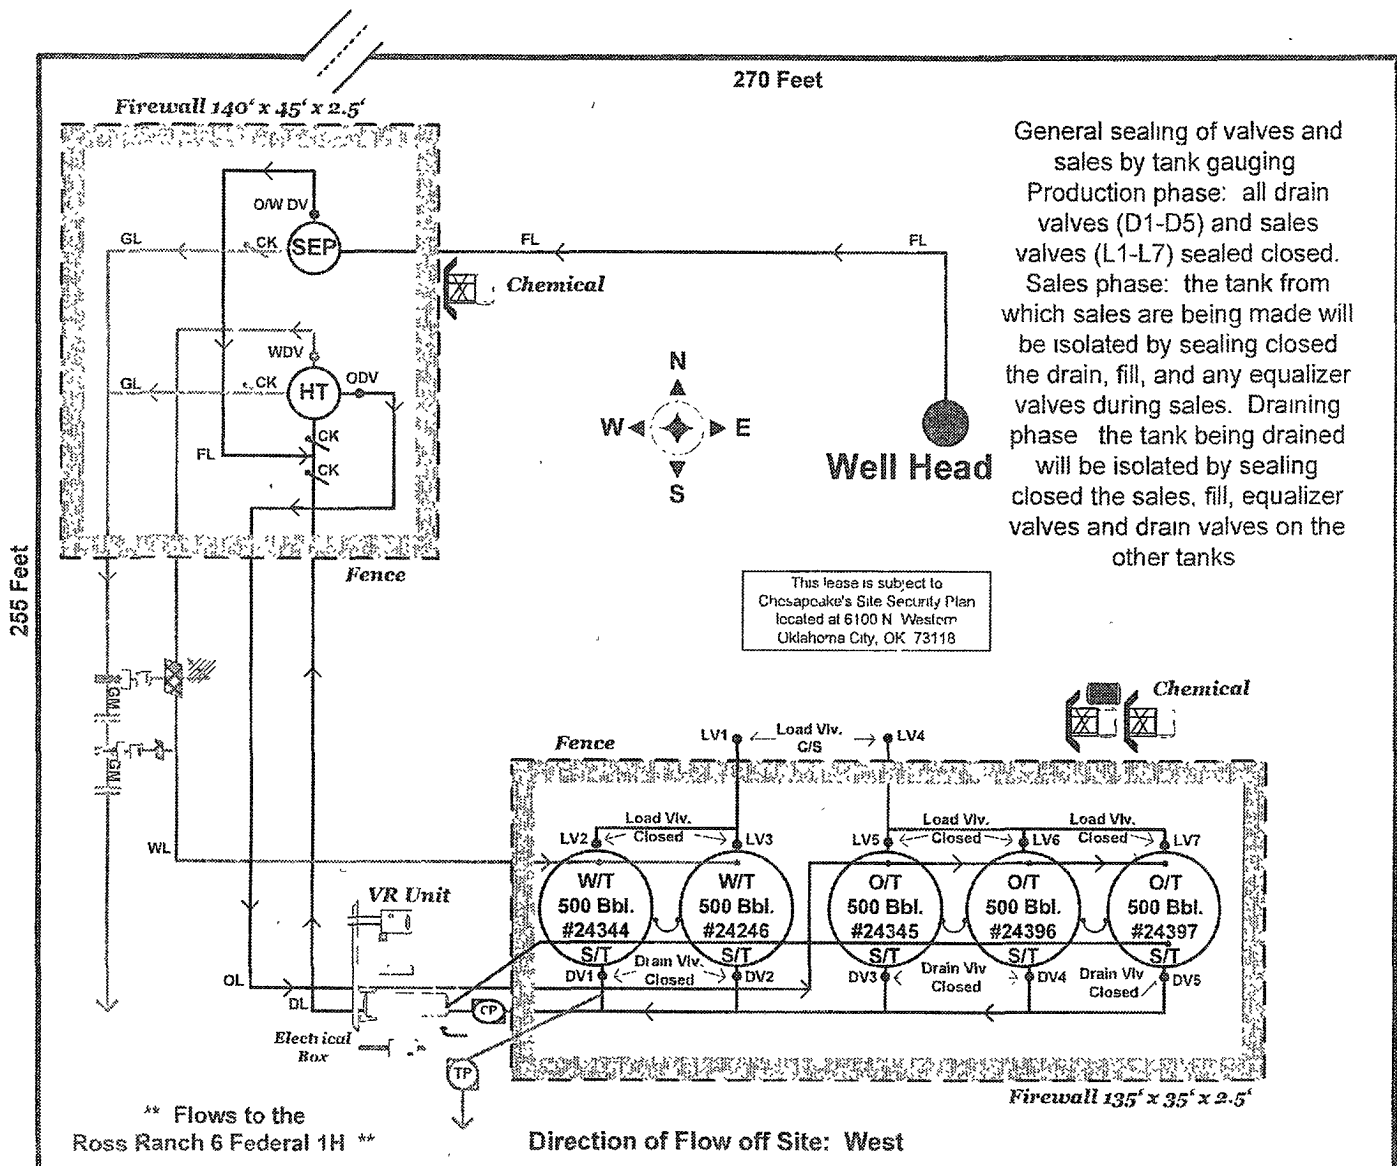 270 Feet
Firewall 140' x 45' x 2.5'
General sealing of valves and
sales by tank gauging
Production phase: all drain
valves (D1-D5) and sales
valves (L1-L7) sealed closed.
Sales phase: the tank from
which sales are being made will
be isolated by sealing closed
the drain, fill, and any equalizer
valves during sales. Draining
phase the tank being drained
will be isolated by sealing
closed the sales, fill, equalizer
valves and drain valves on the
other tanks
O/W DV
GL
CK
SEP
FL
FL
Chemical
WDV
GL
CK
HT
ODV
CK
FL
CK
N
W
E
S
Well Head
255 Feet
Fence
This lease is subject to
Chesapeake's Site Security Plan
located at 6100 N Western
Oklahoma City, OK 73118
GM
FGM
Chemical
LV1
Load Vlv.
C/S
LV4
Fence
LV2
Load Vlv.
Closed
LV3
LV5
Load Vlv.
Closed
LV6
Load Vlv.
Closed
LV7
WL
VR Unit
W/T
500 Bbl.
#24344
S/T
W/T
500 Bbl.
#24246
S/T
O/T
500 Bbl.
#24345
S/T
O/T
500 Bbl.
#24396
S/T
O/T
500 Bbl.
#24397
S/T
DV1
Drain Vlv.
Closed
DV2
DV3
Drain Vlv
Closed
DV4
Drain Vlv
Closed
DV5
OL
DL
CP
Electrical
Box
TP
Firewall 135' x 35' x 2.5'
** Flows to the
Ross Ranch 6 Federal 1H **
Direction of Flow off Site: West